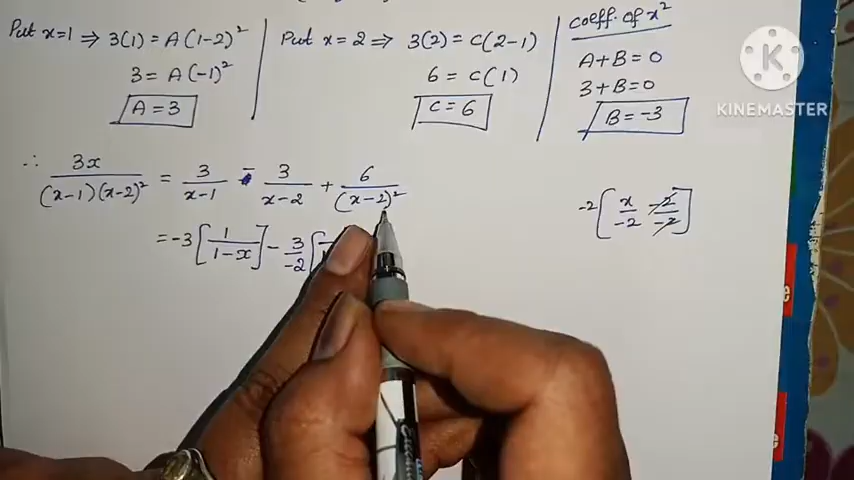 Put x=1 ⇒ 3(1) = A(1-2)²
3 = A(-1)²
A = 3
Put x = 2 ⇒ 3(2) = C(2-1)
6 = C(1)
C = 6
Coeff. of x²
A+B = 0
3+B = 0
B = -3
KINEMASTER
∴ 3x/((x-1)(x-2)²) = 3/(x-1) - 3/(x-2) + 6/(x-2)²
= -3[1/(1-x)] - 3/-2[
-2[x/-2 -2/-2]